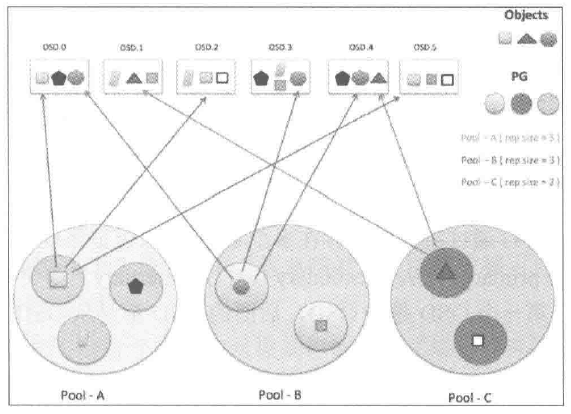 Objects
OSD.0 OSD.1 OSD.2 OSD.3 OSD.4 OSD.5
PG
Pool - A ( rep size = 3 )
Pool - B ( rep size = 3 )
Pool - C ( rep size = 2 )
Pool - A Pool - B Pool - C